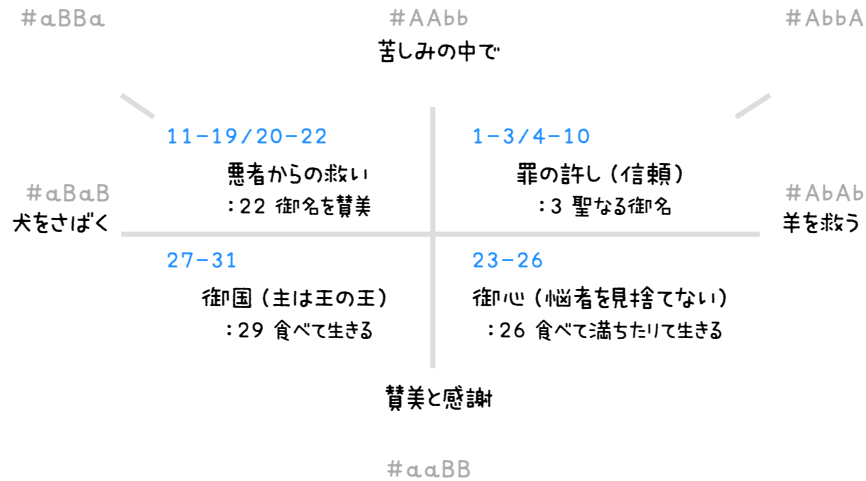 #aBBa
#AAbb
#AbbA
苦しみの中で
11-19/20-22
1-3/4-10
悪者からの救い
罪の許し（信頼）
:22 御名を賛美
:3 聖なる御名
#aBaB
#AbAb
犬をさばく
羊を救う
27-31
23-26
御国（主は王の王）
御心（悩者を見捨てない）
:29 食べて生きる
:26 食べて満ちたりて生きる
賛美と感謝
#aaBB